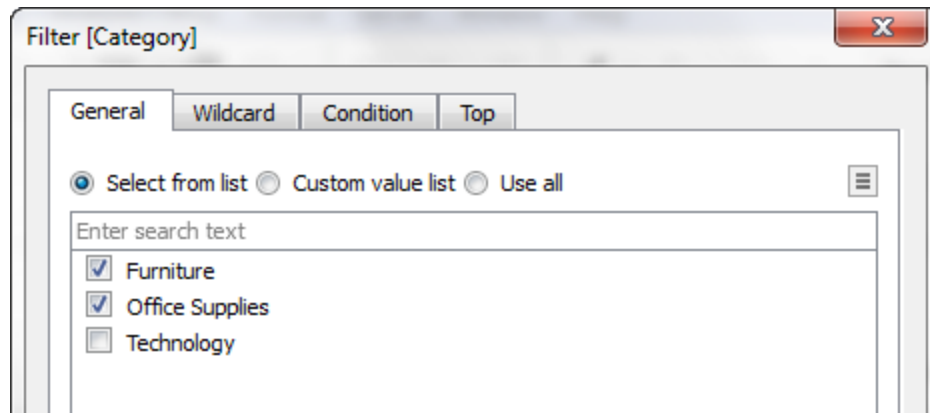 Filter [Category]
General Wildcard Condition Top
Select from list Custom value list Use all
Enter search text
Furniture
Office Supplies
Technology